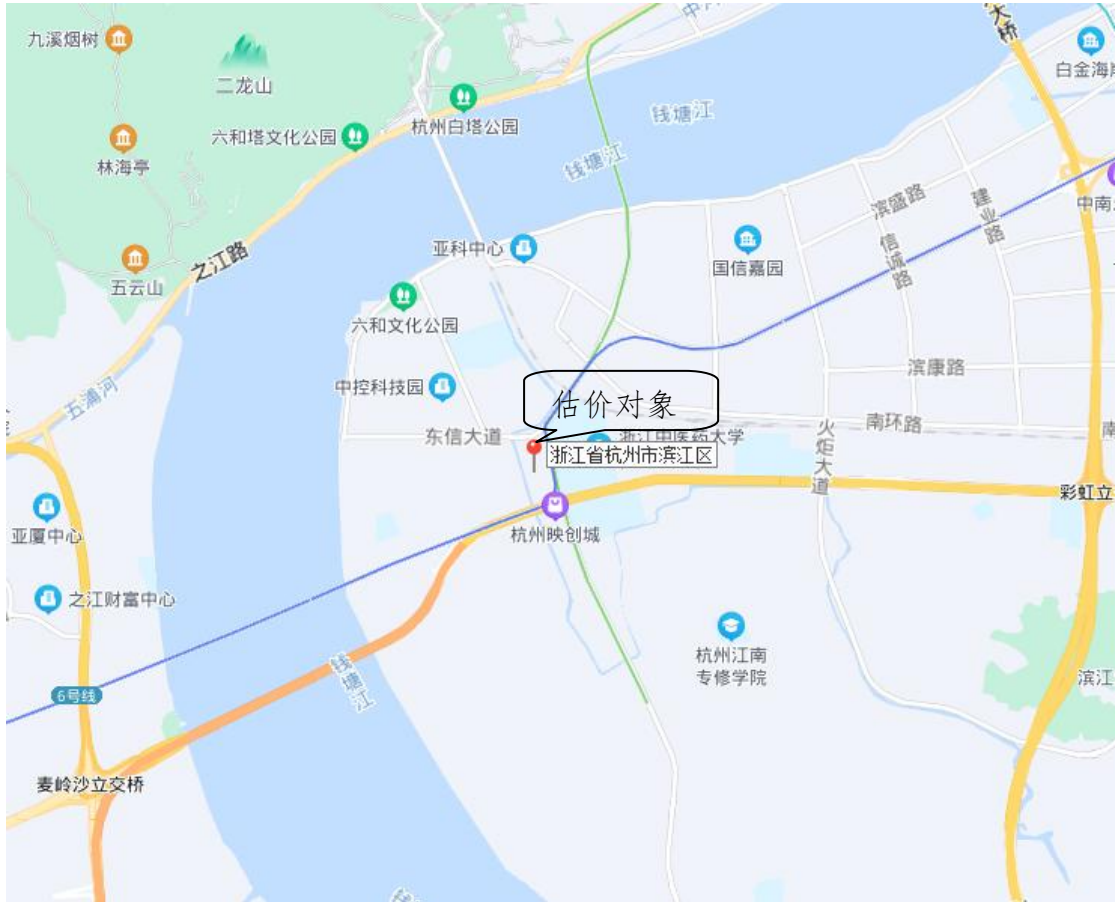 九溪烟树
二龙山
六和塔文化公园
杭州白塔公园
林海亭
五云山
之江路
五浦河
钱塘江
钱塘江
大桥
白金海岸
中南
滨盛路
建业路
信诚路
亚科中心
国信嘉园
六和文化公园
中控科技园
滨康路
估价对象
东信大道
浙江中医药大学
南环路
火炬大道
浙江省杭州市滨江区
杭州映创城
彩虹立
亚厦中心
之江财富中心
杭州江南
专修学院
滨江
钱塘江
6号线
麦岭沙立交桥